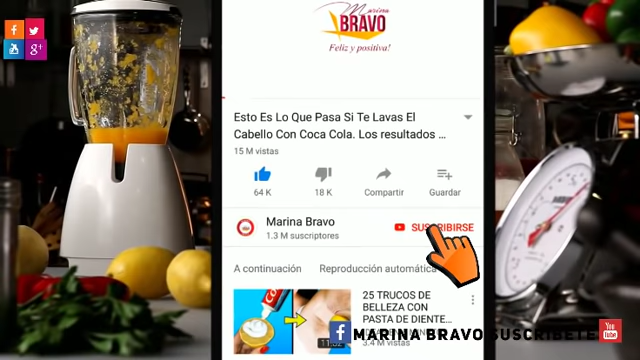 Marina
BRAVO
Feliz y positiva!
Esto Es Lo Que Pasa Si Te Lavas El
Cabello Con Coca Cola. Los resultados ...
15 M vistas
64 K
18 K
Compartir
Guardar
Marina Bravo
SUSCRIBIRSE
1.3 M suscriptores
A continuación
Reproducción automática
25 TRUCOS DE
BELLEZA CON
PASTA DE DIENTE...
3.4 M vistas
MARINA BRAVO SUSCRIBETE
You
Tube